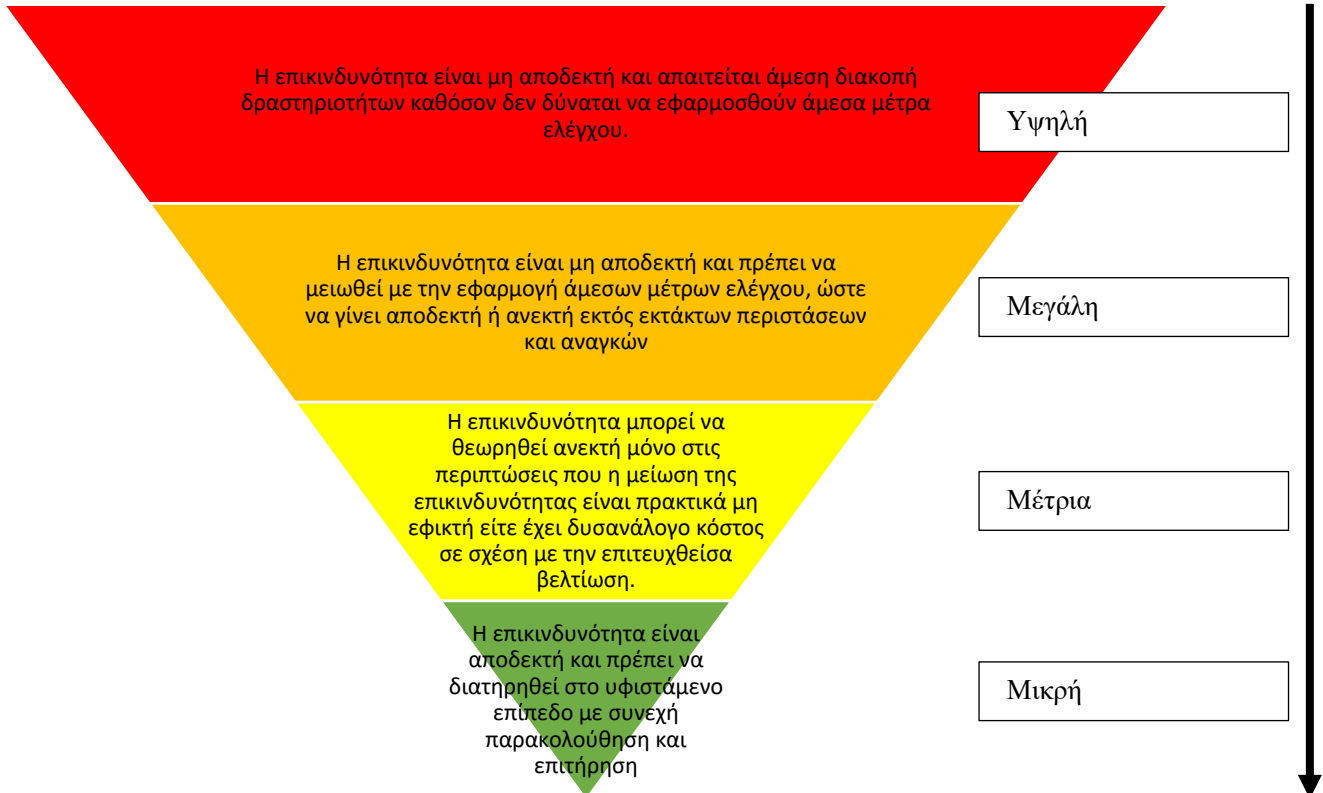 Η επικινδυνότητα είναι μη αποδεκτή και απαιτείται άμεση διακοπή
δραστηριοτήτων καθόσον δεν δύναται να εφαρμοσθούν άμεσα μέτρα
ελέγχου.
Υψηλή
Η επικινδυνότητα είναι μη αποδεκτή και πρέπει να
μειωθεί με την εφαρμογή άμεσων μέτρων ελέγχου, ώστε
να γίνει αποδεκτή ή ανεκτή εκτός εκτάκτων περιστάσεων
και αναγκών
Μεγάλη
Η επικινδυνότητα μπορεί να
θεωρηθεί ανεκτή μόνο στις
περιπτώσεις που η μείωση της
επικινδυνότητας είναι πρακτικά μη
εφικτή είτε έχει δυσανάλογο κόστος
σε σχέση με την επιτευχθείσα
βελτίωση.
Μέτρια
Η επικινδυνότητα είναι
αποδεκτή και πρέπει να
διατηρηθεί στο υφιστάμενο
επίπεδο με συνεχή
παρακολούθηση και
επιτήρηση
Μικρή